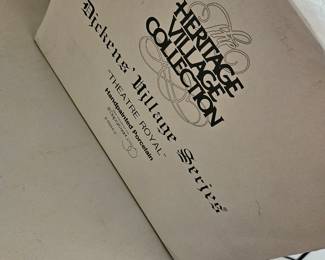 The
HERITAGE
VILLAGE
COLLECTION
Dickens' Village Series®
"THEATRE ROYAL"
Handpainted Porcelain